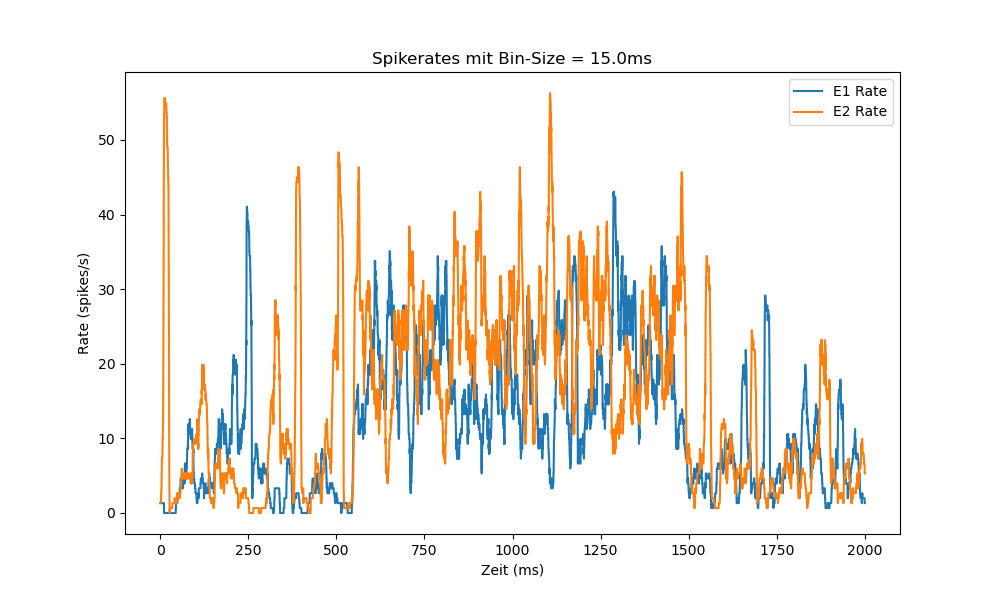 Spikerates mit Bin-Size = 15.0ms
E1 Rate
E2 Rate
Rate (spikes/s)
50
40
30
20
10
0
0 250 500 750 1000 1250 1500 1750 2000
Zeit (ms)